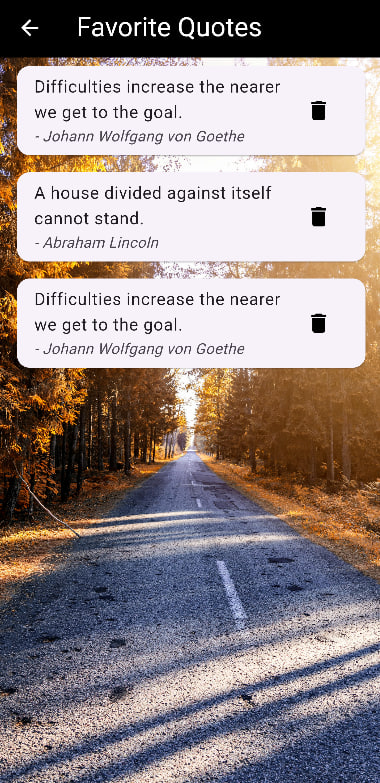 Favorite Quotes
Difficulties increase the nearer
we get to the goal.
- Johann Wolfgang von Goethe
A house divided against itself
cannot stand.
- Abraham Lincoln
Difficulties increase the nearer
we get to the goal.
- Johann Wolfgang von Goethe